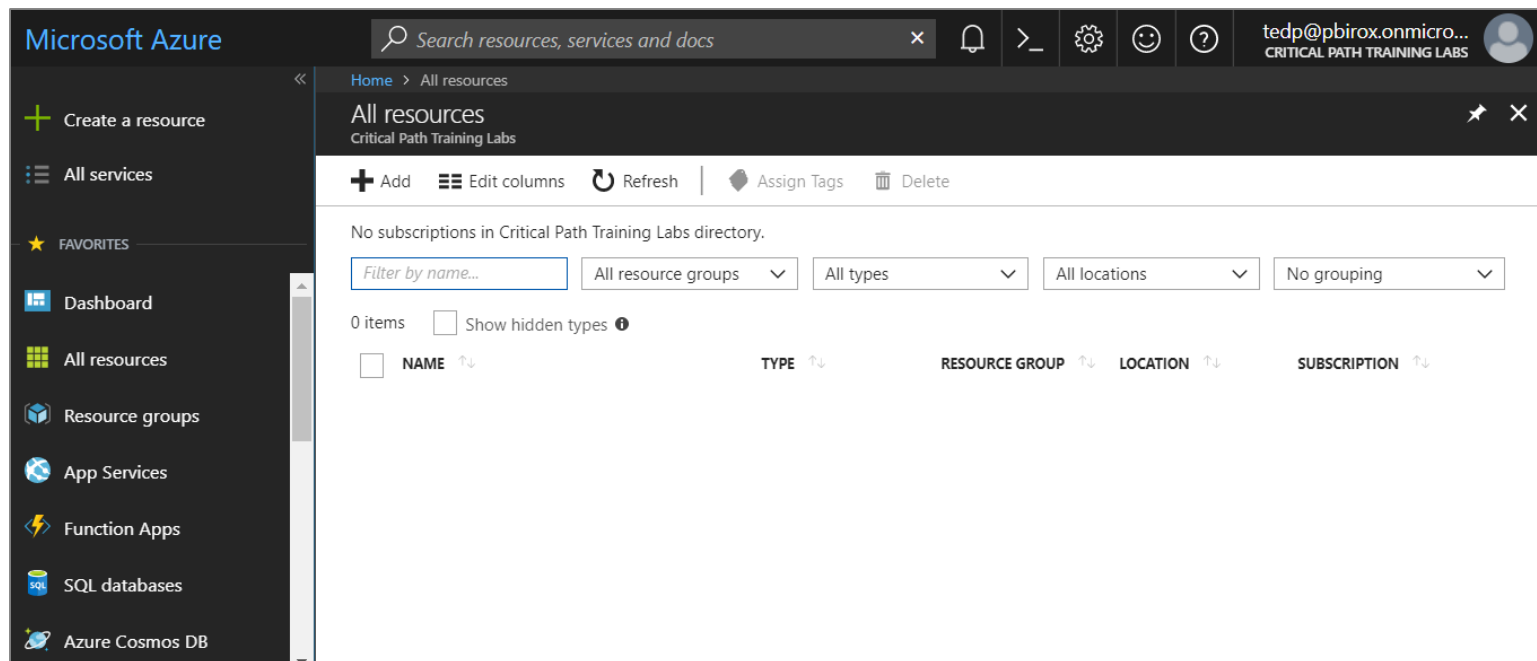 Microsoft Azure
Search resources, services and docs
tedp@pbirox.onmicro...
CRITICAL PATH TRAINING LABS
Create a resource
All services
FAVORITES
Dashboard
All resources
Resource groups
App Services
Function Apps
SQL
SQL databases
Azure Cosmos DB
Home > All resources
All resources
Critical Path Training Labs
Add Edit columns Refresh Assign Tags Delete
No subscriptions in Critical Path Training Labs directory.
Filter by name... All resource groups All types All locations No grouping
0 items Show hidden types
NAME TYPE RESOURCE GROUP LOCATION SUBSCRIPTION